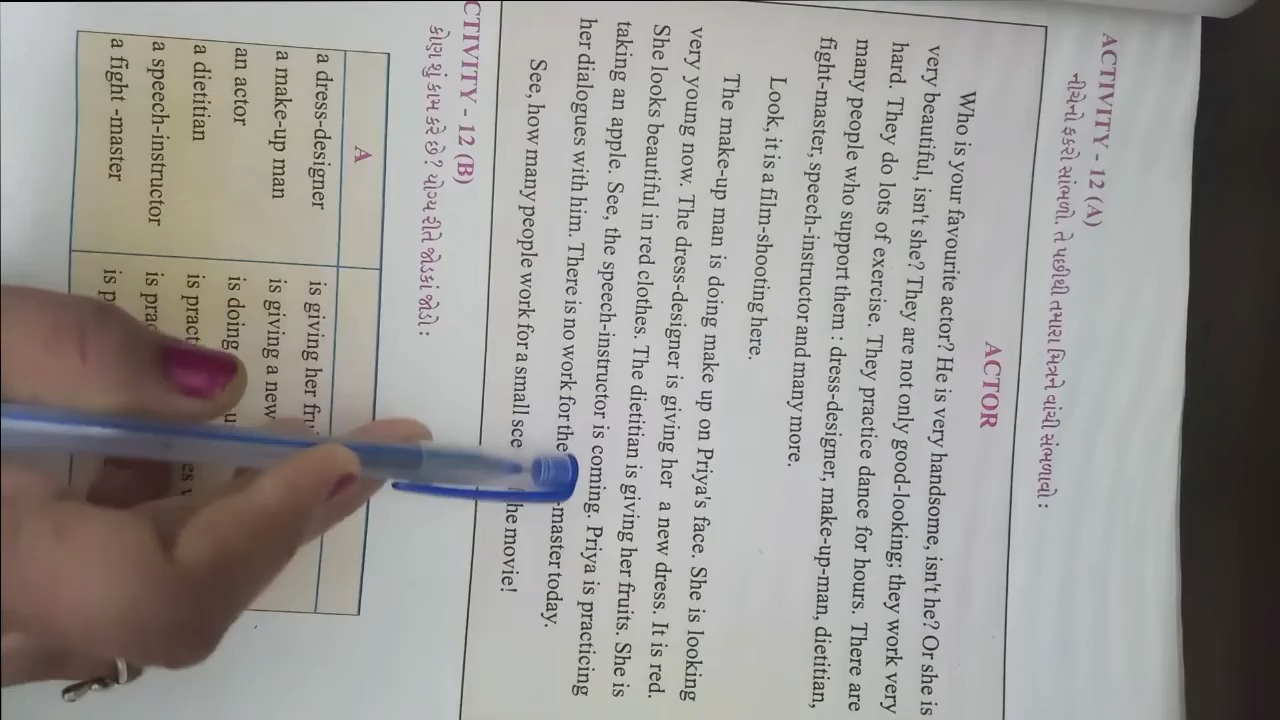 ACTIVITY - 12 (A)
નીચેનો ફકરો સાંભળો. તે પછીથી તમારા મિત્રને વાંચી સંભળાવો :
ACTOR
Who is your favourite actor? He is very handsome, isn't he? Or she is
very beautiful, isn't she? They are not only good-looking; they work very
hard. They do lots of exercise. They practice dance for hours. There are
many people who support them : dress-designer, make-up-man, dietitian,
fight-master, speech-instructor and many more.
Look, it is a film-shooting here.
The make-up man is doing make up on Priya's face. She is looking
very young now. The dress-designer is giving her a new dress. It is red.
She looks beautiful in red clothes. The dietitian is giving her fruits. She is
taking an apple. See, the speech-instructor is coming. Priya is practicing
her dialogues with him. There is no work for the -master today.
See, how many people work for a small the movie!
CTIVITY - 12 (B)
કોણ શું કામ કરે છે? યોગ્ય રીતે જોડકાં જોડો :
A
a dress-designer is giving her
a make-up man is giving a new
an actor is doing
a dietitian is
a speech-instructor is
a fight -master is